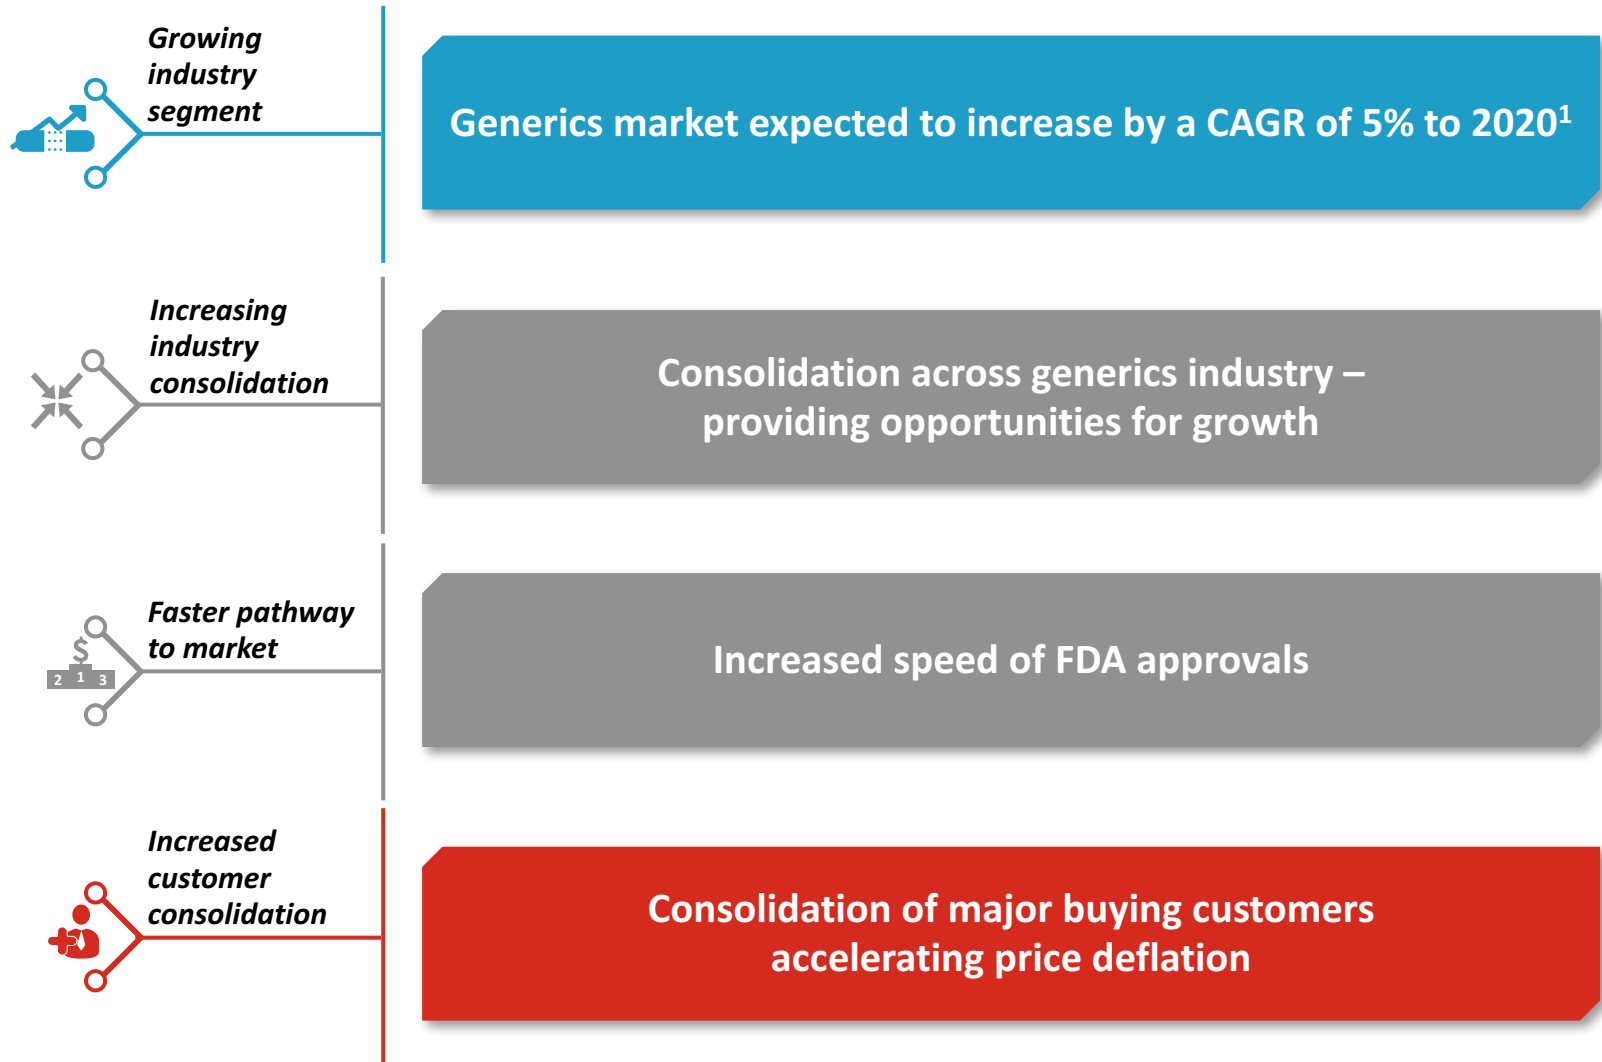 Growing
industry
segment
Generics market expected to increase by a CAGR of 5% to 2020¹
Increasing
industry
consolidation
Consolidation across generics industry –
providing opportunities for growth
Faster pathway
to market
$
2 1 3
Increased speed of FDA approvals
Increased
customer
consolidation
Consolidation of major buying customers
accelerating price deflation